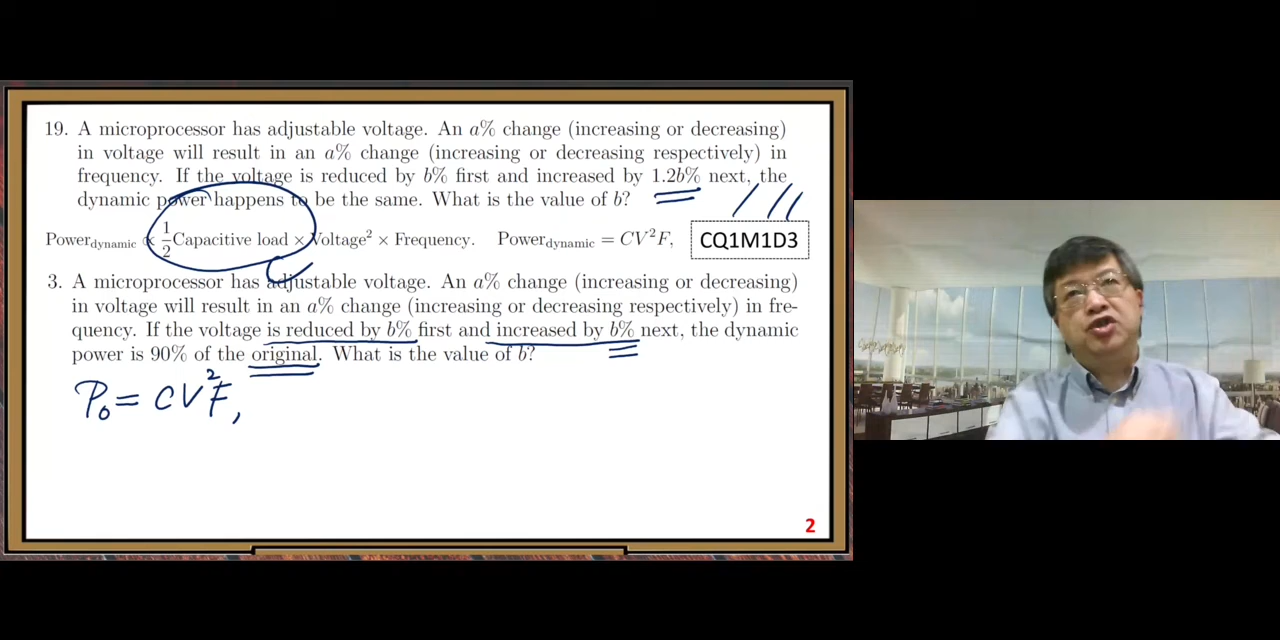 19. A microprocessor has adjustable voltage. An a% change (increasing or decreasing)
in voltage will result in an a% change (increasing or decreasing respectively) in
frequency. If the voltage is reduced by b% first and increased by 1.2b% next, the
dynamic power happens to be the same. What is the value of b?
Power_dynamic ∝ 1/2 Capacitive load × Voltage² × Frequency. Power_dynamic = CV²F,
CQ1M1D3
3. A microprocessor has adjustable voltage. An a% change (increasing or decreasing)
in voltage will result in an a% change (increasing or decreasing respectively) in fre-
quency. If the voltage is reduced by b% first and increased by b% next, the dynamic
power is 90% of the original. What is the value of b?
P₀ = CV²F,
2